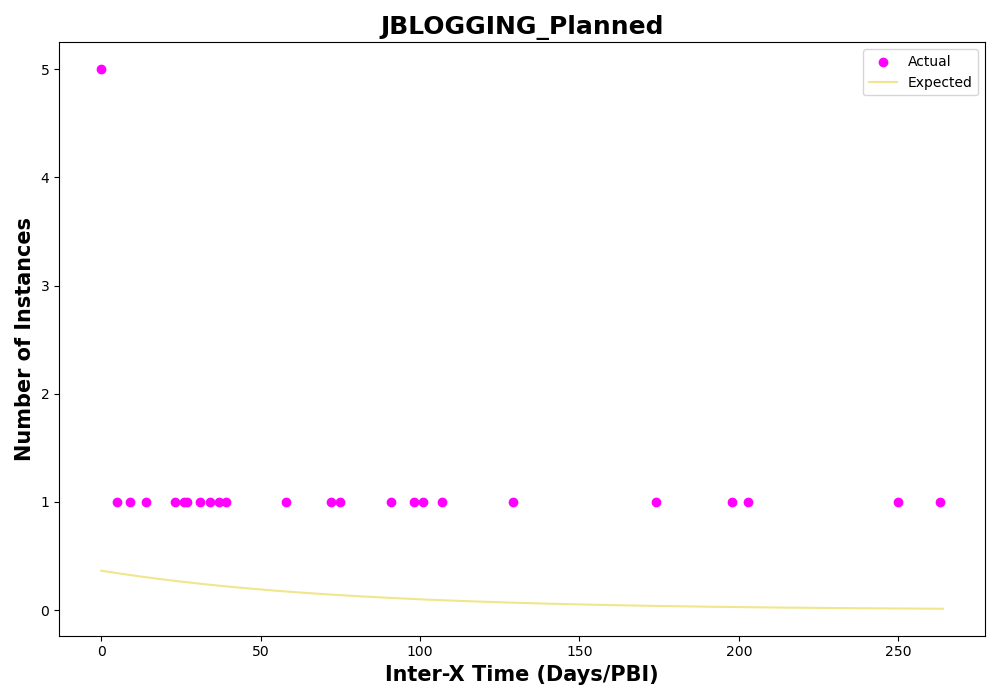 JBLOGGING_Planned
Actual
Expected
5
4
3
2
1
0
Number of Instances
0 50 100 150 200 250
Inter-X Time (Days/PBI)